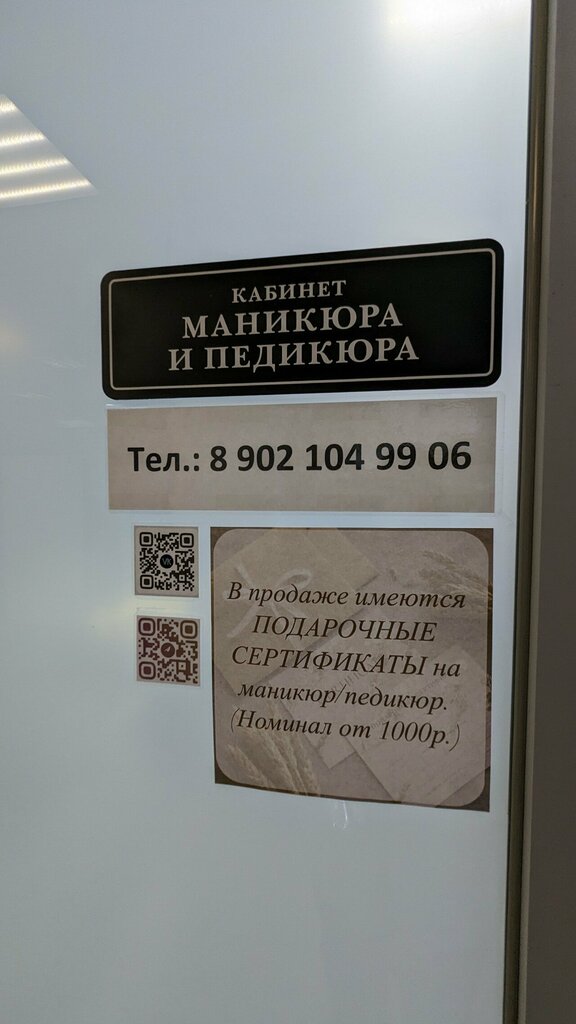 КАБИНЕТ
МАНИКЮРА
И ПЕДИКЮРА
Тел.: 8 902 104 99 06
В продаже имеются
ПОДАРОЧНЫЕ
СЕРТИФИКАТЫ на
маникюр/педикюр.
(Номинал от 1000р.)